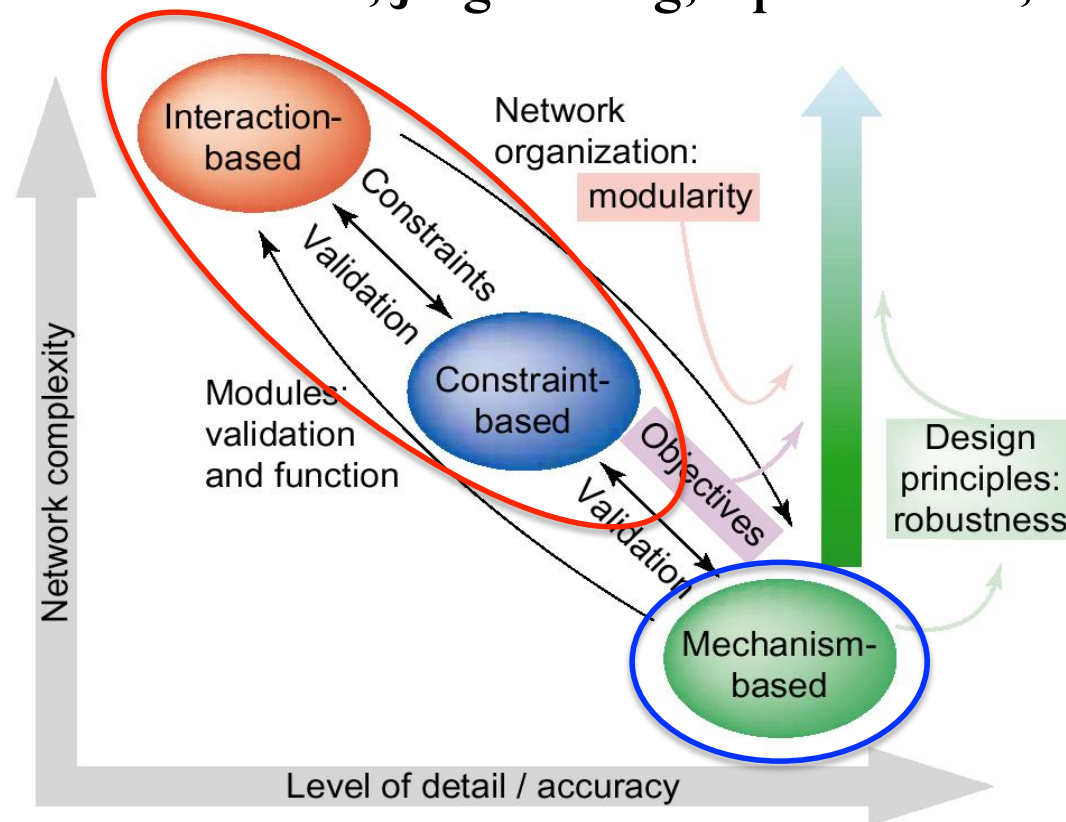 Interaction-
based
Network
organization:
modularity
Constraints
Validation
Constraint-
based
Modules:
validation
and function
Objectives
Validation
Design
principles:
robustness
Mechanism-
based
Network complexity
Level of detail / accuracy